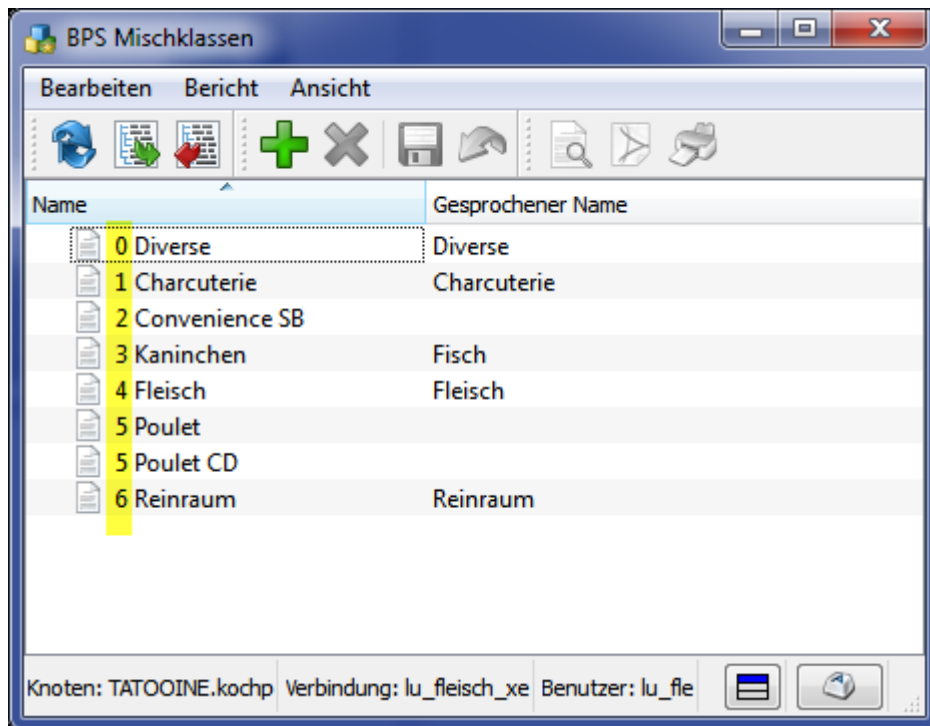 BPS Mischklassen
Bearbeiten Bericht Ansicht
Name Gesprochener Name
0 Diverse Diverse
1 Charcuterie Charcuterie
2 Convenience SB
3 Kaninchen Fisch
4 Fleisch Fleisch
5 Poulet
5 Poulet CD
6 Reinraum Reinraum
Knoten: TATOOINE.kochp Verbindung: lu_fleisch_xe Benutzer: lu_fle